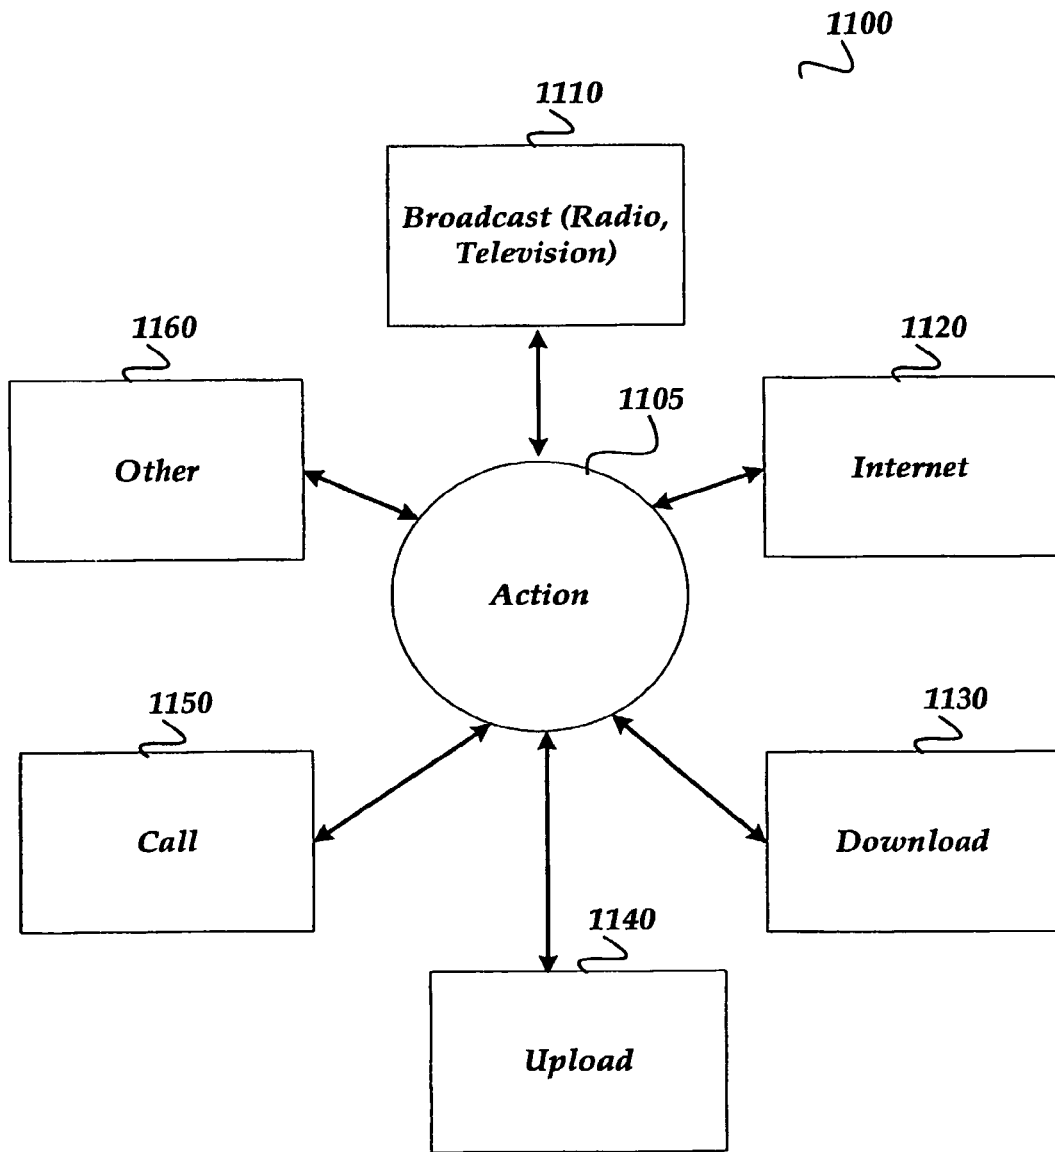 1100
1110
Broadcast (Radio,
Television)
1160
Other
1120
Internet
1105
Action
1150
Call
1130
Download
1140
Upload